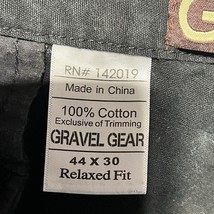 RN# 142019
Made in China
100% Cotton
Exclusive of Trimming
GRAVEL GEAR
44 X 30
Relaxed Fit
G